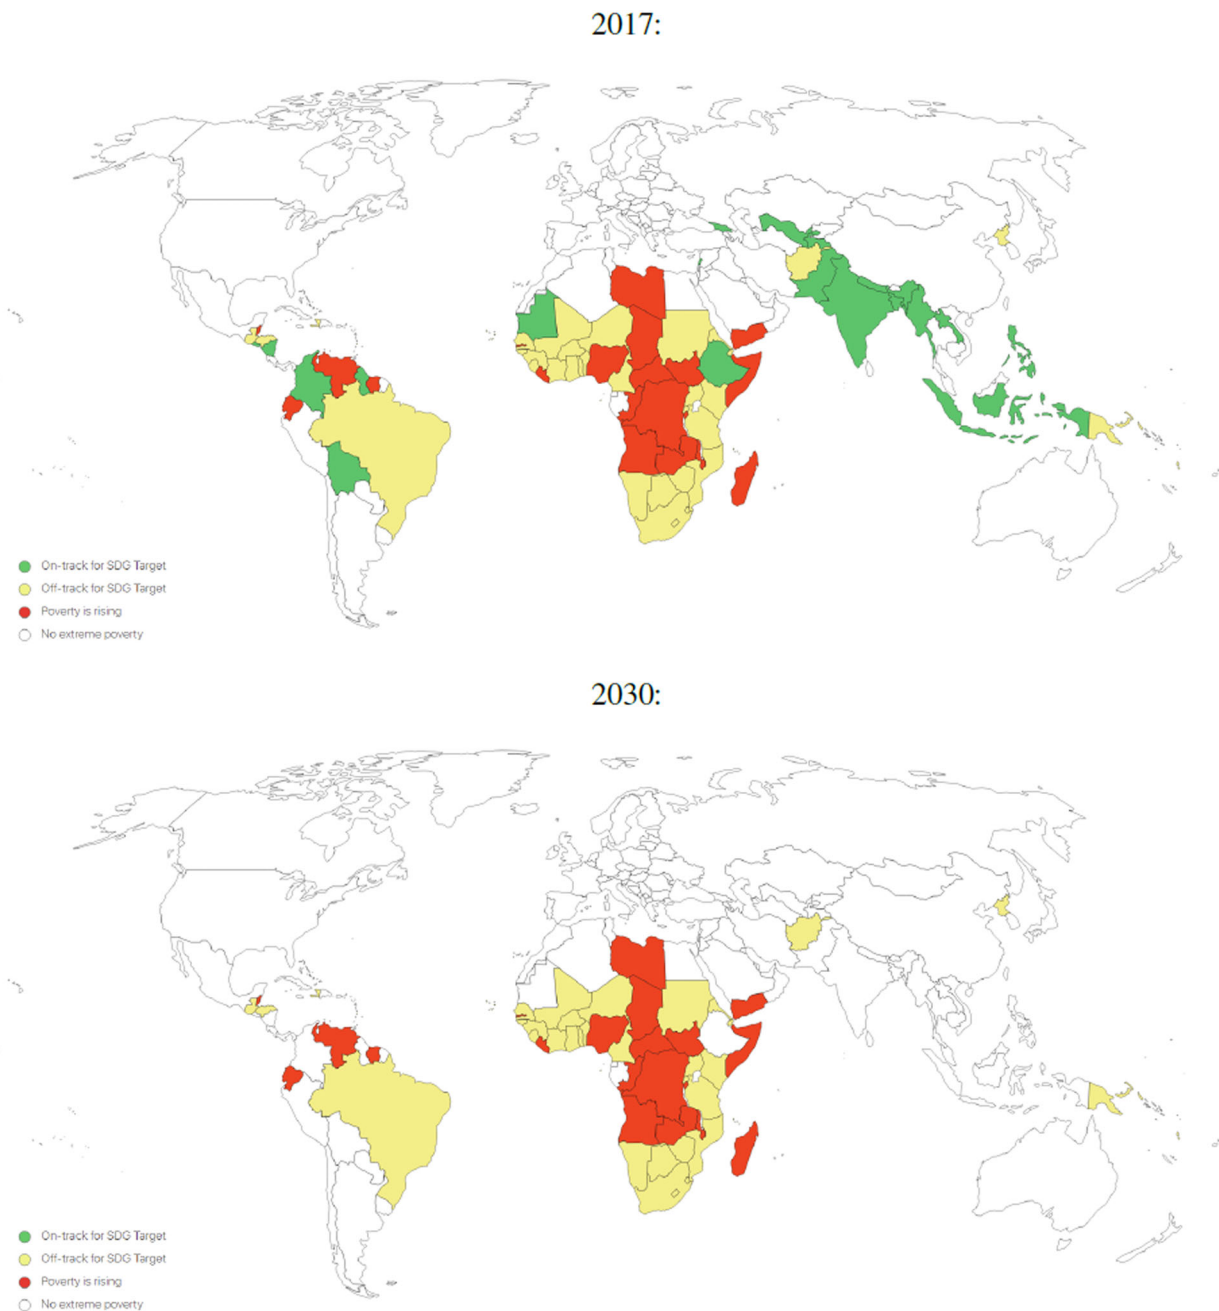 2017:
On-track for SDG Target
Off-track for SDG Target
Poverty is rising
No extreme poverty
2030:
On-track for SDG Target
Off-track for SDG Target
Poverty is rising
No extreme poverty